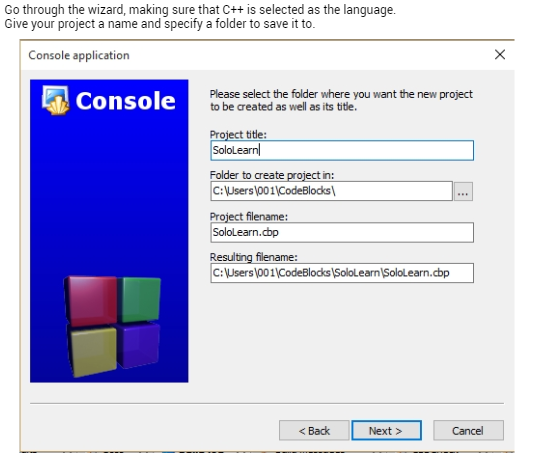 Go through the wizard, making sure that C++ is selected as the language.
Give your project a name and specify a folder to save it to.
Console application
Console
Please select the folder where you want the new project
to be created as well as its title.
Project title:
SoloLearn
Folder to create project in:
C:\Users\001\CodeBlocks\
...
Project filename:
SoloLearn.cbp
Resulting filename:
C:\Users\001\CodeBlocks\SoloLearn\SoloLearn.cbp
< Back
Next >
Cancel